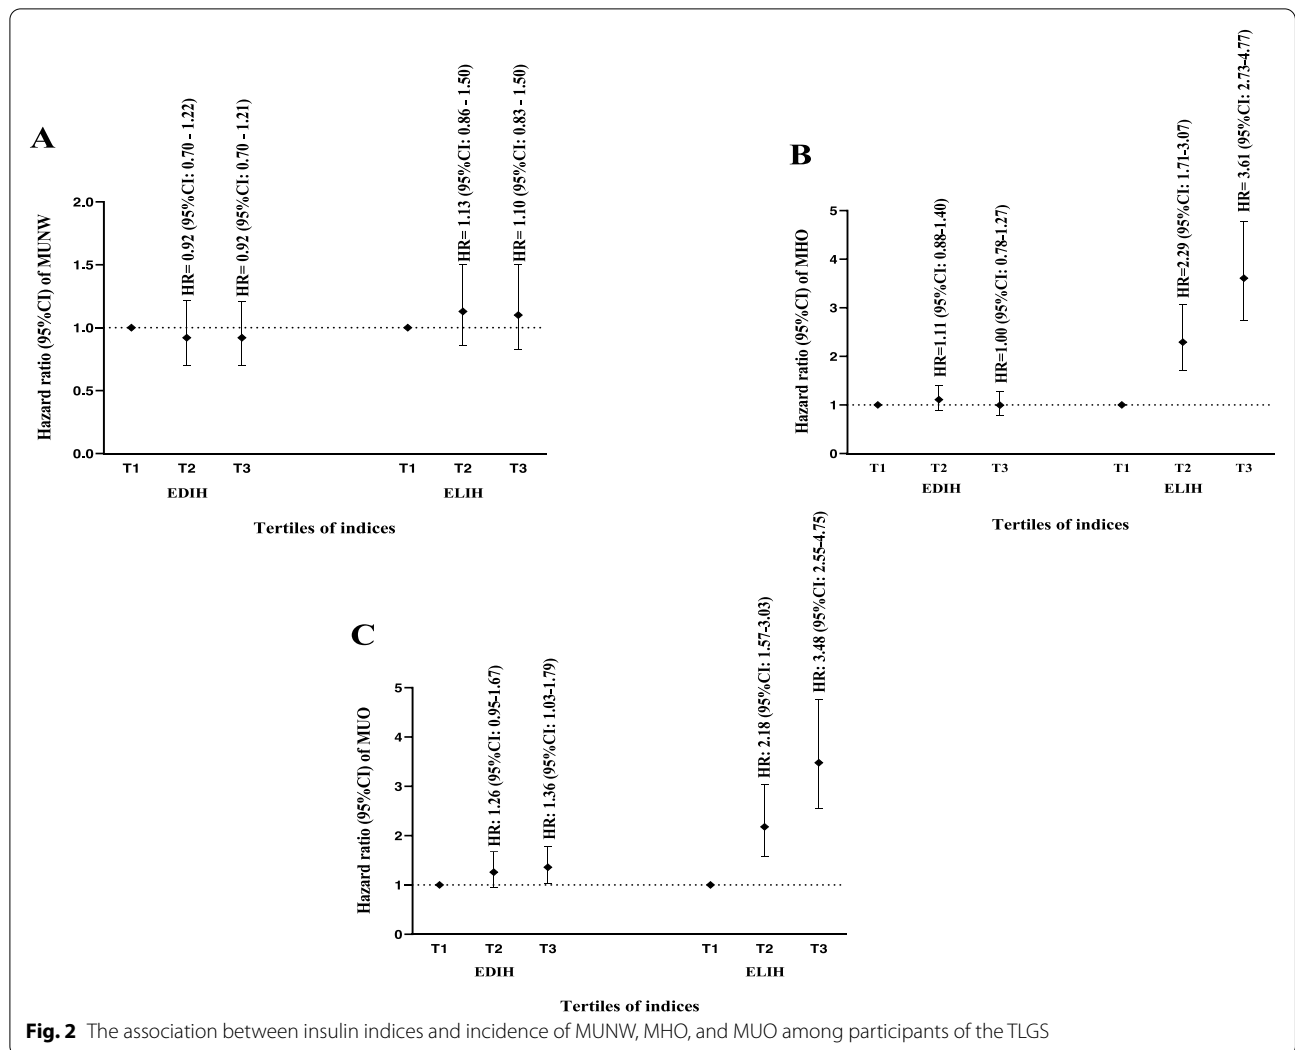 A
Hazard ratio (95%CI) of MUNW
2.0
1.5
1.0
0.5
0.0
HR= 0.92 (95%CI: 0.70 - 1.22)
HR= 0.92 (95%CI: 0.70 - 1.21)
HR= 1.13 (95%CI: 0.86 - 1.50)
HR= 1.10 (95%CI: 0.83 - 1.50)
T1 T2 T3 T1 T2 T3
EDIH ELIH
Tertiles of indices
B
Hazard ratio (95%CI) of MHO
5
4
3
2
1
0
HR=1.11 (95%CI: 0.88-1.40)
HR=1.00 (95%CI: 0.78-1.27)
HR=2.29 (95%CI: 1.71-3.07)
HR= 3.61 (95%CI: 2.73-4.77)
T1 T2 T3 T1 T2 T3
EDIH ELIH
Tertiles of indices
C
Hazard ratio (95%CI) of MUO
5
4
3
2
1
0
HR: 1.26 (95%CI: 0.95-1.67)
HR: 1.36 (95%CI: 1.03-1.79)
HR: 2.18 (95%CI: 1.57-3.03)
HR: 3.48 (95%CI: 2.55-4.75)
T1 T2 T3 T1 T2 T3
EDIH ELIH
Tertiles of indices
Fig. 2 The association between insulin indices and incidence of MUNW, MHO, and MUO among participants of the TLGS